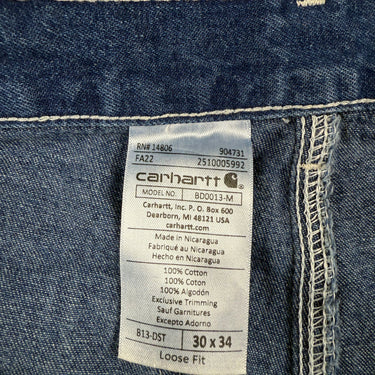 RN# 14806 904731
FA22 2510005992
carhartt
MODEL NO. BD0013-M
Carhartt, Inc. P. O. Box 600
Dearborn, MI 48121 USA
carhartt.com
Made in Nicaragua
Fabriqué au Nicaragua
Hecho en Nicaragua
100% Cotton
100% Coton
100% Algodón
Exclusive Trimming
Sauf Garnitures
Excepto Adorno
B13-DST 30 x 34
Loose Fit